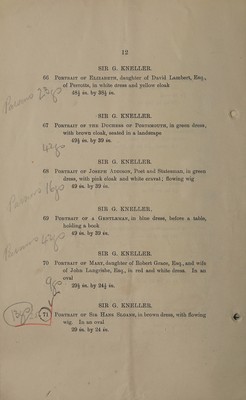 12
SIR G. KNELLER.
66 PORTRAIT OF ELIZABETH, daughter of David Lambert, Esq.,
of Perrotts, in white dress and yellow cloak
48½ in. by 38½ in.
SIR G. KNELLER.
67 PORTRAIT OF THE DUCHESS OF PORTSMOUTH, in green dress,
with brown cloak, seated in a landscape
49½ in. by 39 in.
SIR G. KNELLER.
68 PORTRAIT OF JOSEPH ADDISON, Poet and Statesman, in green
dress, with pink cloak and white cravat; flowing wig
49 in. by 39 in.
SIR G. KNELLER.
69 PORTRAIT OF A GENTLEMAN, in blue dress, before a table,
holding a book
49 in. by 39 in.
SIR G. KNELLER.
70 PORTRAIT OF MARY, daughter of Robert Geane, Esq., and wife
of John Langrishe, Esq., in red and white dress. In an
oval
29½ in. by 24½ in.
SIR G. KNELLER.
71 PORTRAIT OF SIR HANS SLOANE, in brown dress, with flowing
wig. In an oval
29 in. by 24 in.